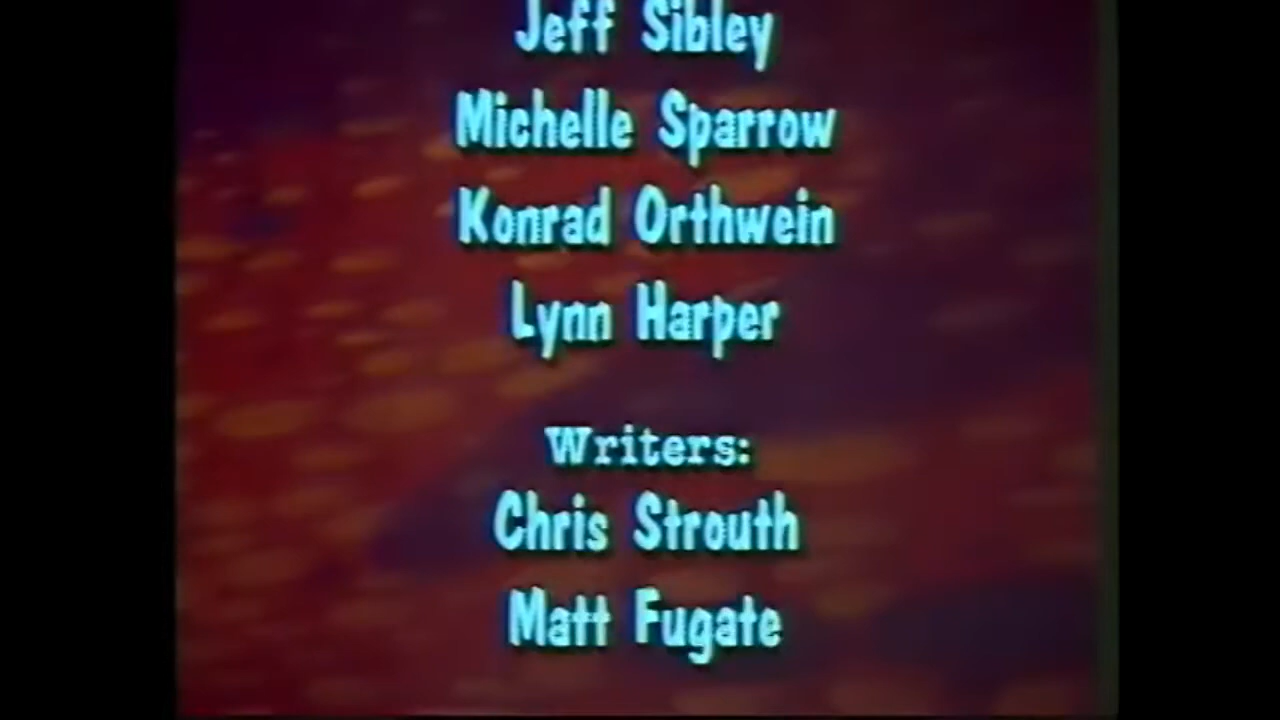 Jeff Sibley
Michelle Sparrow
Konrad Orthwein
Lynn Harper
Writers:
Chris Strouth
Matt Fugate